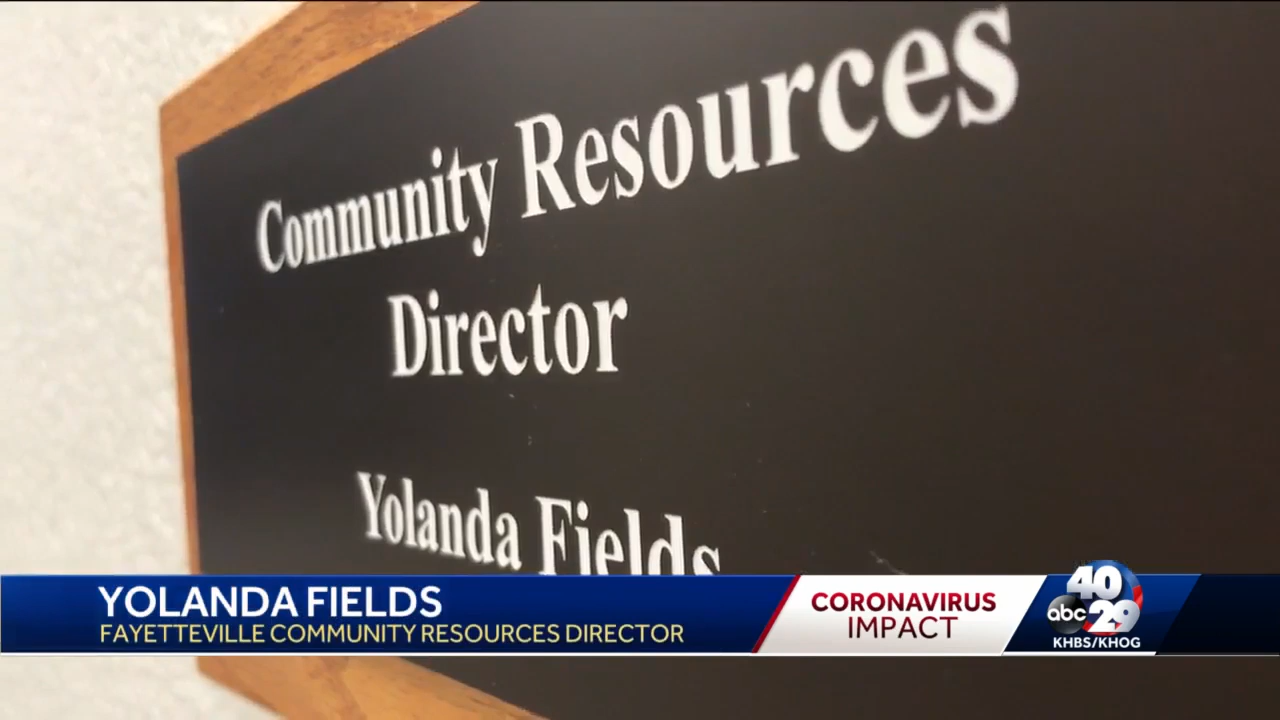 Community Resources
Director
Yolanda Fields
YOLANDA FIELDS
FAYETTEVILLE COMMUNITY RESOURCES DIRECTOR
CORONAVIRUS
IMPACT
40
abc 29
KHBS/KHOG